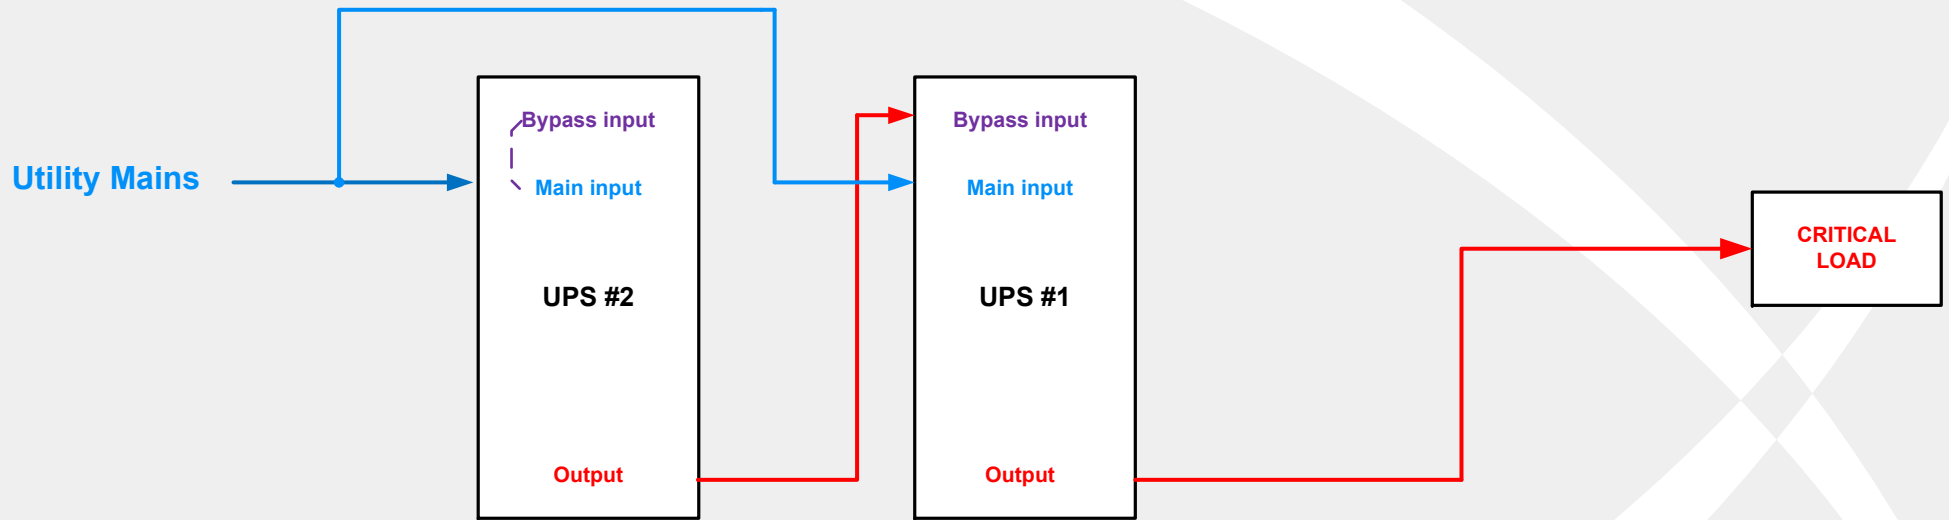 Utility Mains
Bypass input
Main input
UPS #2
Output
Bypass input
Main input
UPS #1
Output
CRITICAL
LOAD